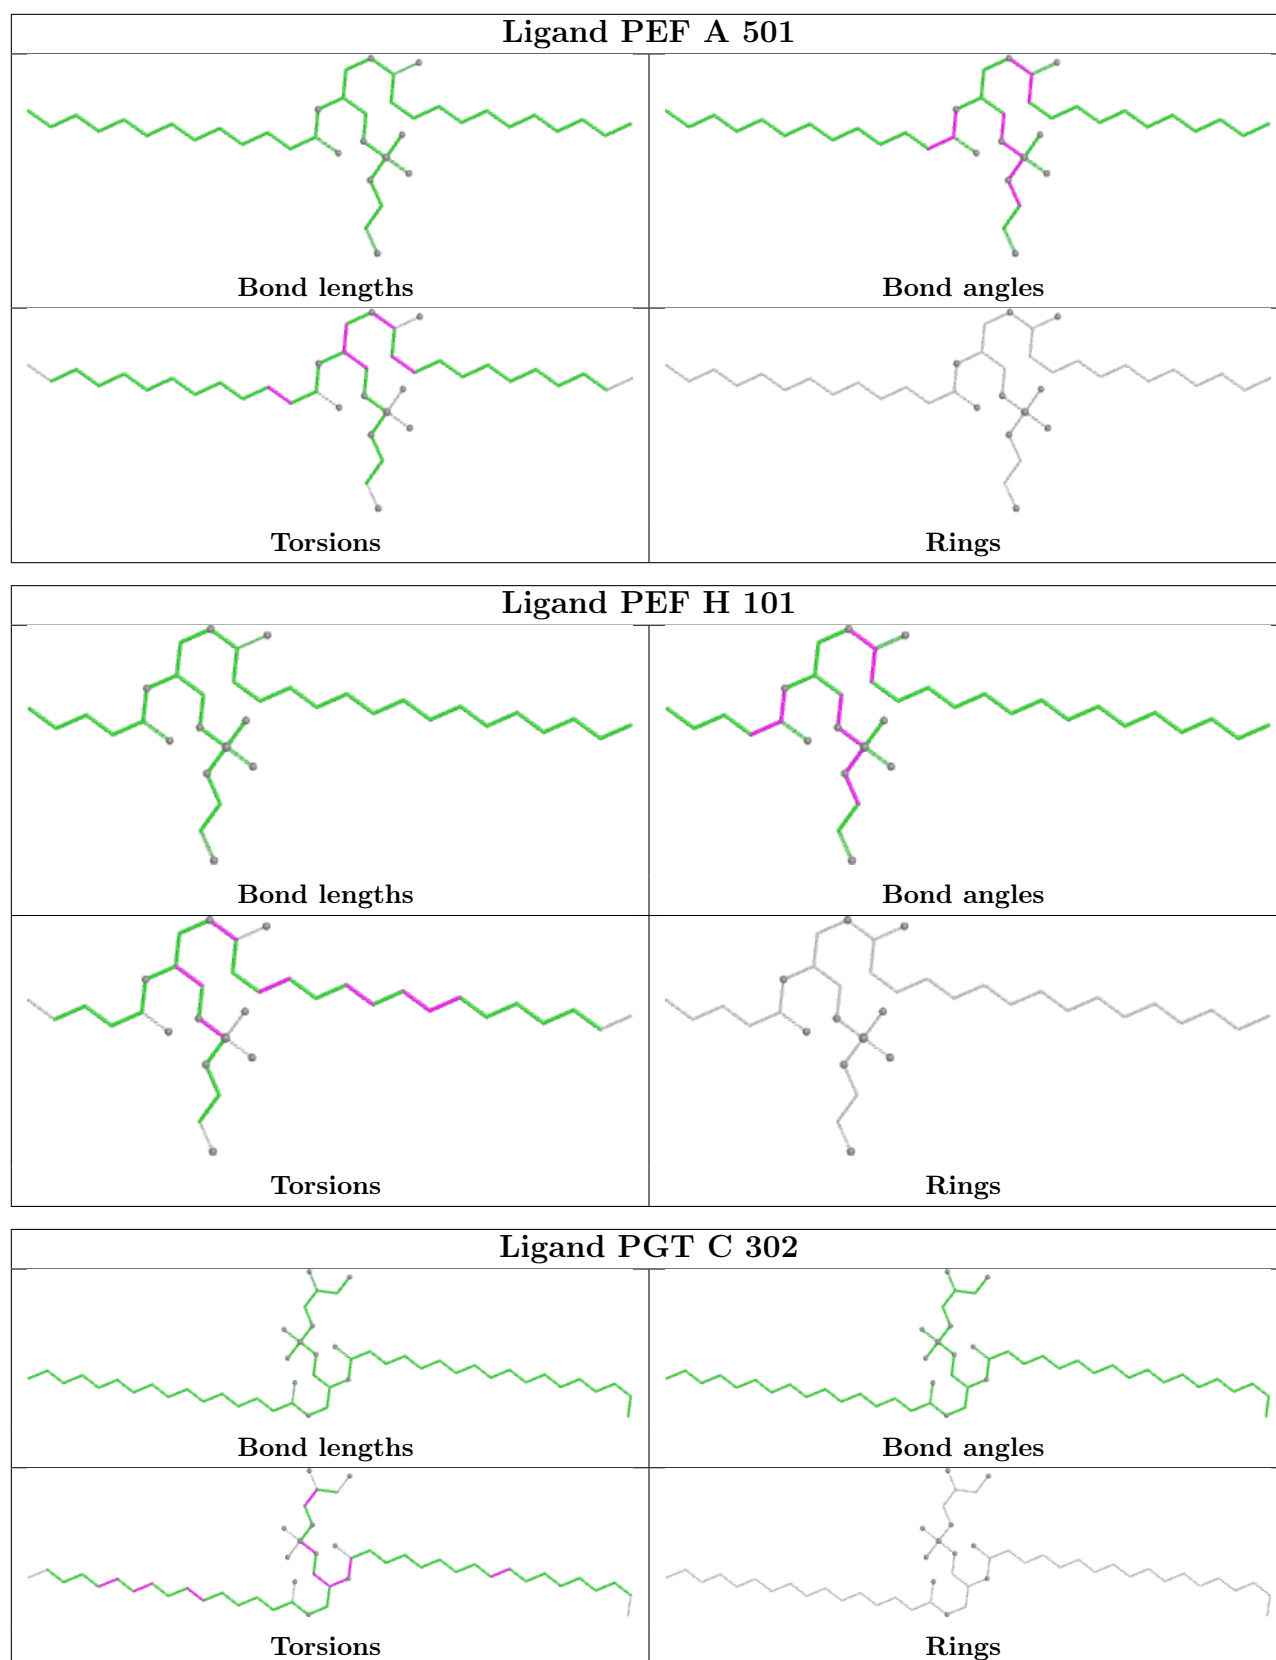 Ligand PEF A 501
Bond lengths
Bond angles
Torsions
Rings
Ligand PEF H 101
Bond lengths
Bond angles
Torsions
Rings
Ligand PGT C 302
Bond lengths
Bond angles
Torsions
Rings